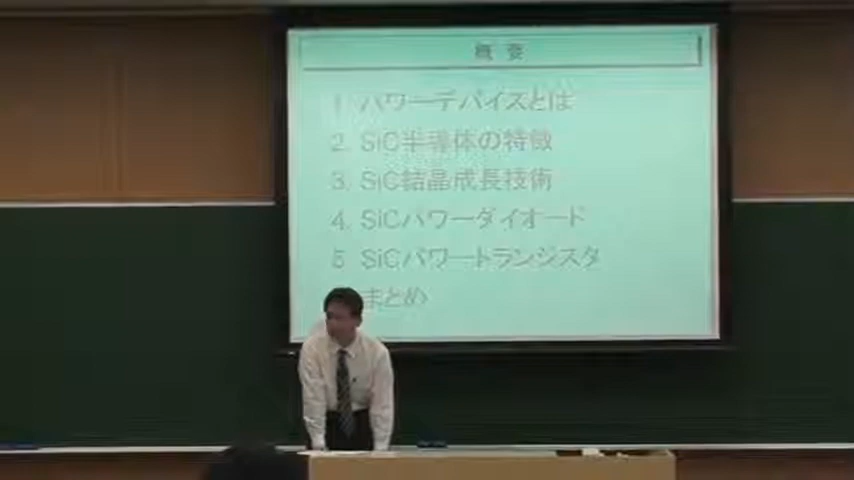 概要
1. パワーデバイスとは
2. SiC半導体の特徴
3. SiC結晶成長技術
4. SiCパワーダイオード
5 SiCパワートランジスタ
まとめ